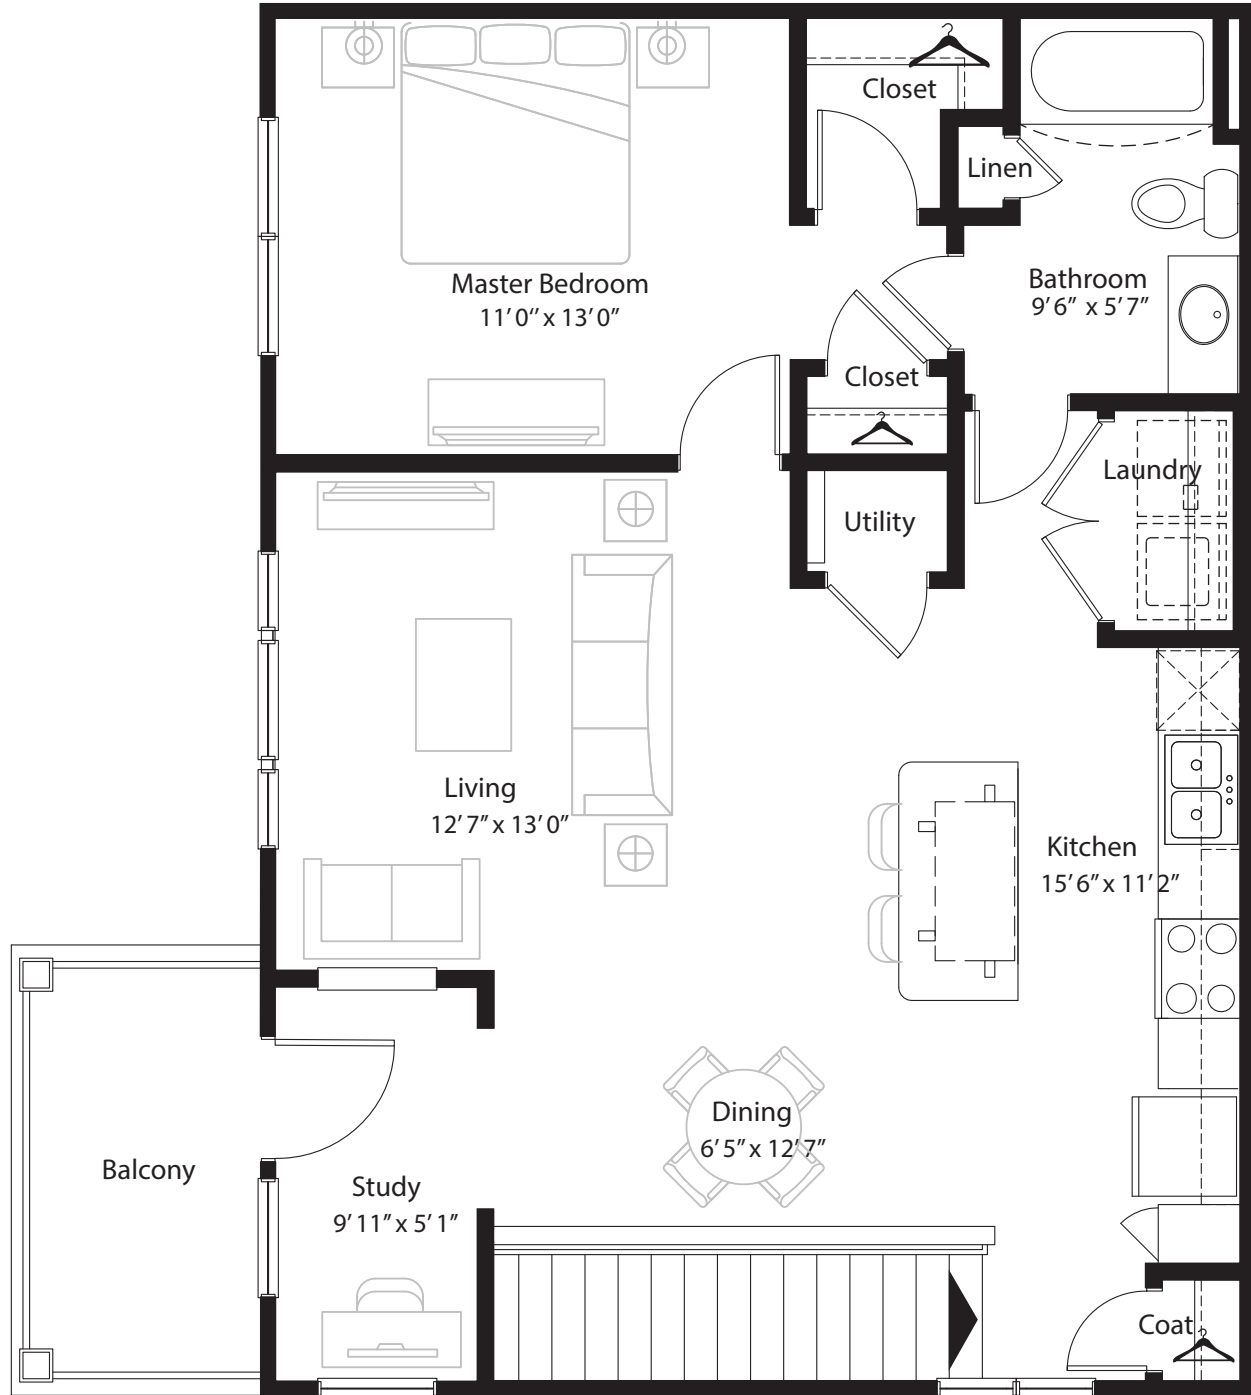 Closet
Linen
Master Bedroom
11'0" x 13'0"
Bathroom
9'6" x 5'7"
Closet
Laundry
Utility
Living
12'7" x 13'0"
Kitchen
15'6" x 11'2"
Dining
6'5" x 12'7"
Balcony
Study
9'11" x 5'1"
Coat